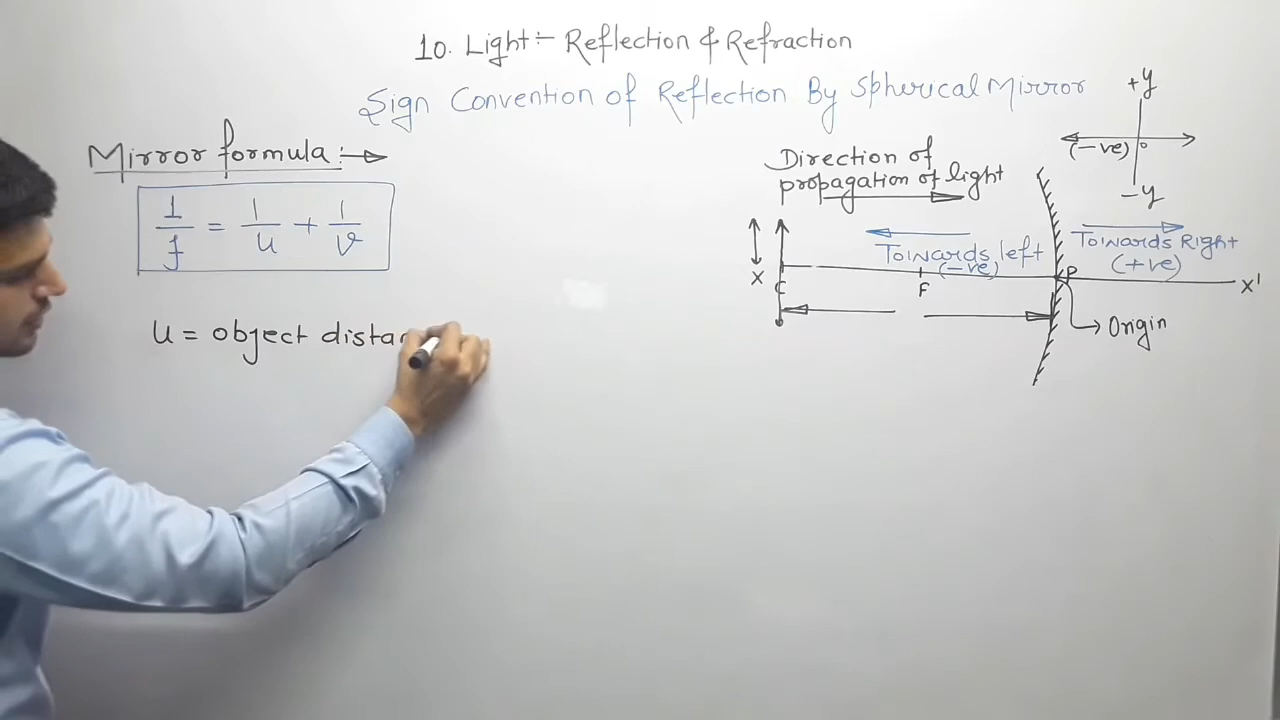 10. Light:- Reflection & Refraction
Sign Convention of Reflection By Spherical Mirror
Mirror formula:→
1/f = 1/u + 1/v
u = object distan
Direction of
propagation of light
+y
(-ve)
o
-y
Towards left
(-ve)
Towards Right
(+ve)
X
C
F
P
X'
Origin